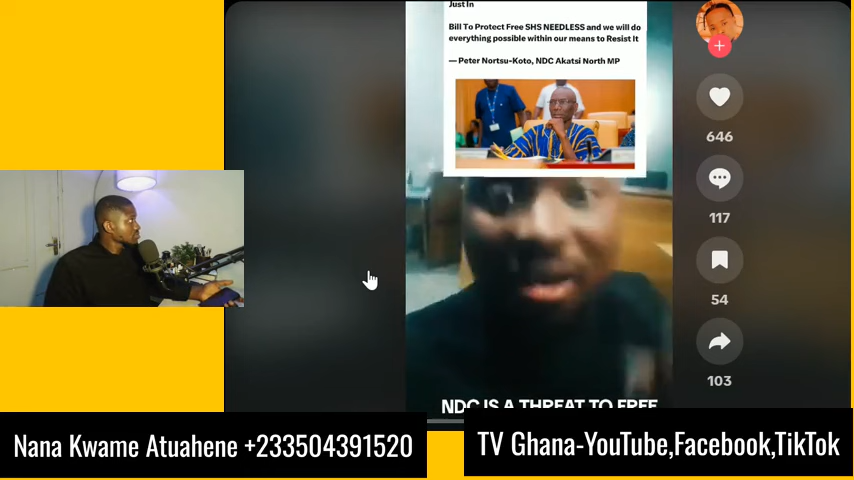 Just In
Bill To Protect Free SHS NEEDLESS and we will do
everything possible within our means to Resist It
— Peter Nortsu-Koto, NDC Akatsi North MP
646
117
54
103
NDC IS A THREAT TO FREE
Nana Kwame Atuahene +233504391520
TV Ghana-YouTube,Facebook,TikTok